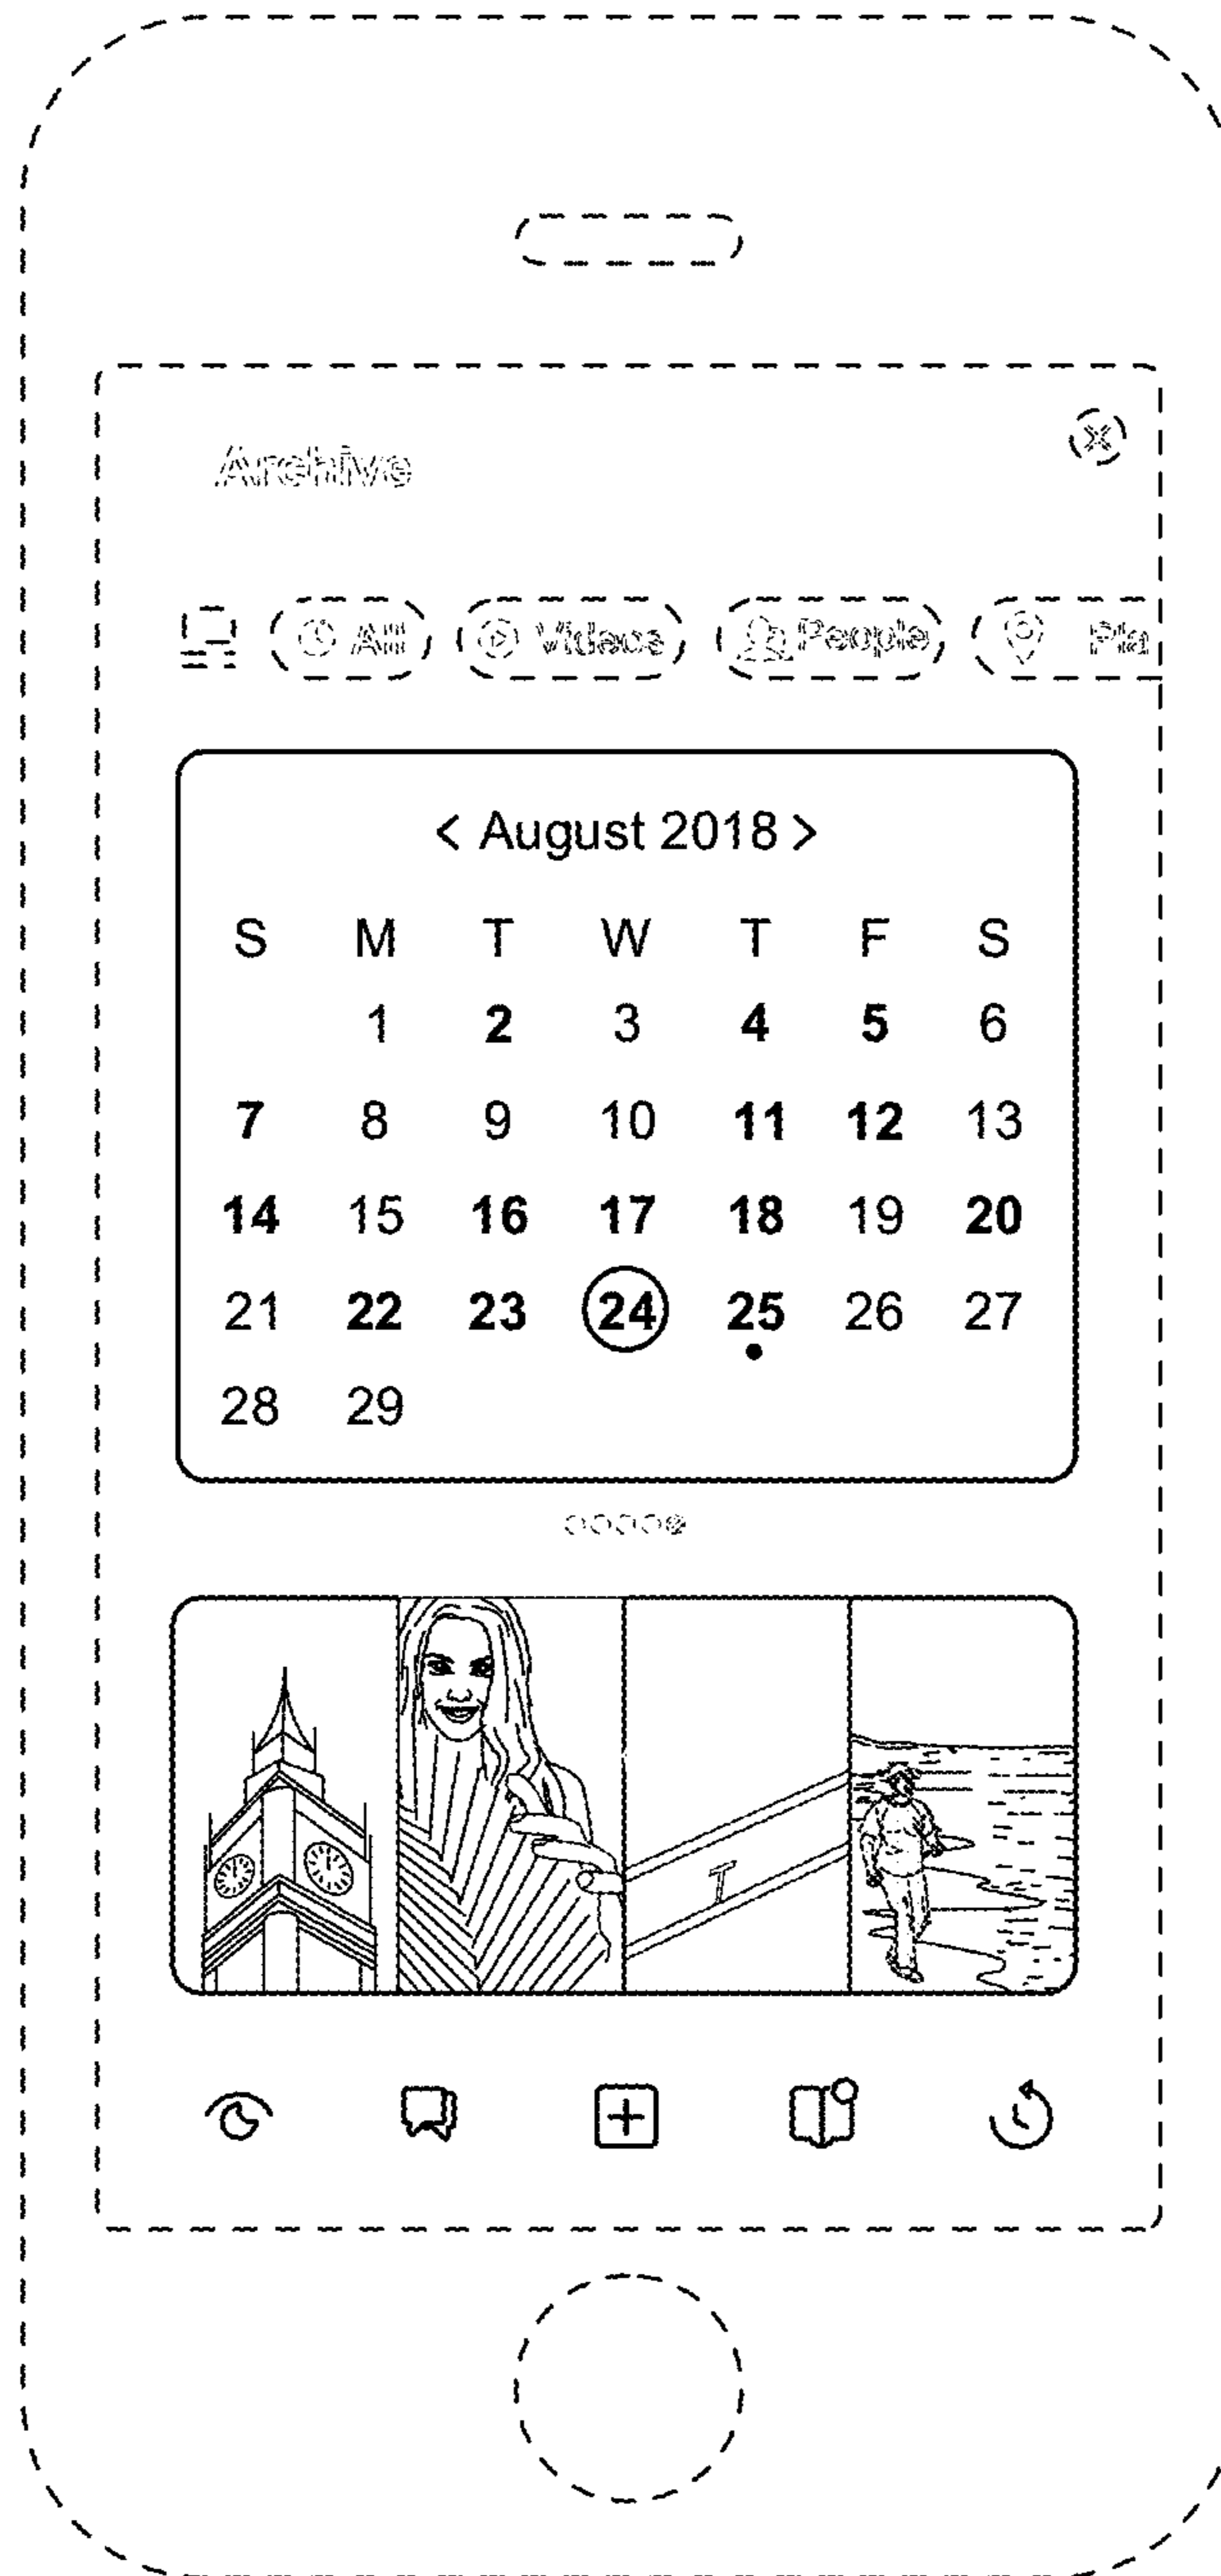 Archive
All Videos People Pla
< August 2018 >
S M T W T F S
1 2 3 4 5 6
7 8 9 10 11 12 13
14 15 16 17 18 19 20
21 22 23 24 25 26 27
28 29
T